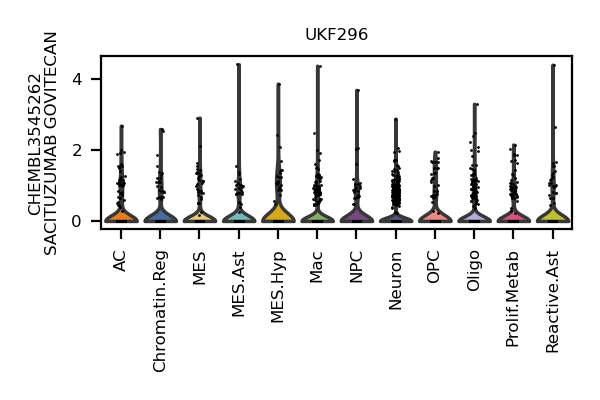 UKF296
CHEMBL3545262
SACITUZUMAB GOVITECAN
4
2
0
AC
Chromatin.Reg
MES
MES.Ast
MES.Hyp
Mac
NPC
Neuron
OPC
Oligo
Prolif.Metab
Reactive.Ast